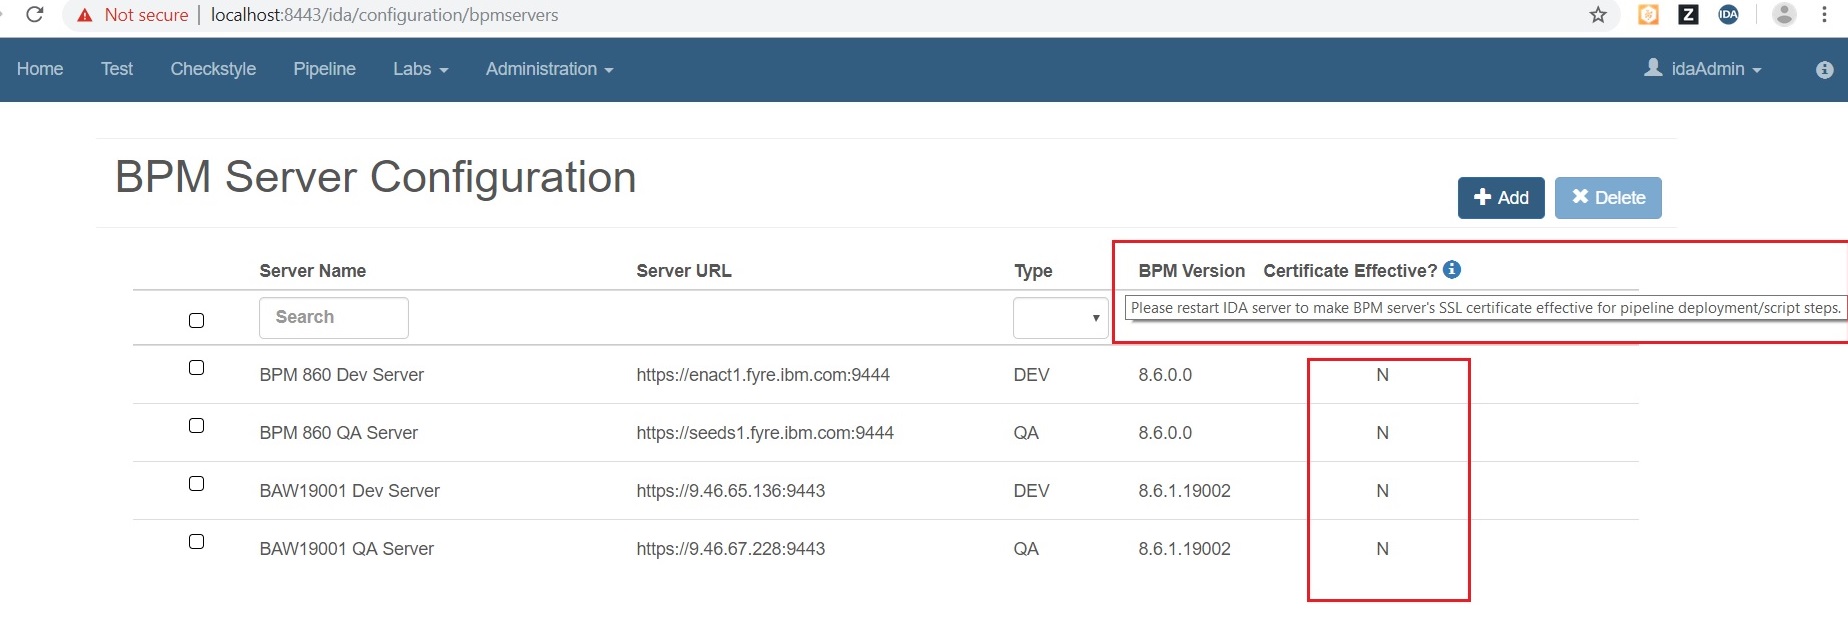 Not secure | localhost:8443/ida/configuration/bpmservers
Z IDA
Home Test Checkstyle Pipeline Labs Administration idaAdmin
BPM Server Configuration
Add Delete
Server Name Server URL Type BPM Version Certificate Effective?
Search
Please restart IDA server to make BPM server's SSL certificate effective for pipeline deployment/script steps.
BPM 860 Dev Server https://enact1.fyre.ibm.com:9444 DEV 8.6.0.0 N
BPM 860 QA Server https://seeds1.fyre.ibm.com:9444 QA 8.6.0.0 N
BAW19001 Dev Server https://9.46.65.136:9443 DEV 8.6.1.19002 N
BAW19001 QA Server https://9.46.67.228:9443 QA 8.6.1.19002 N